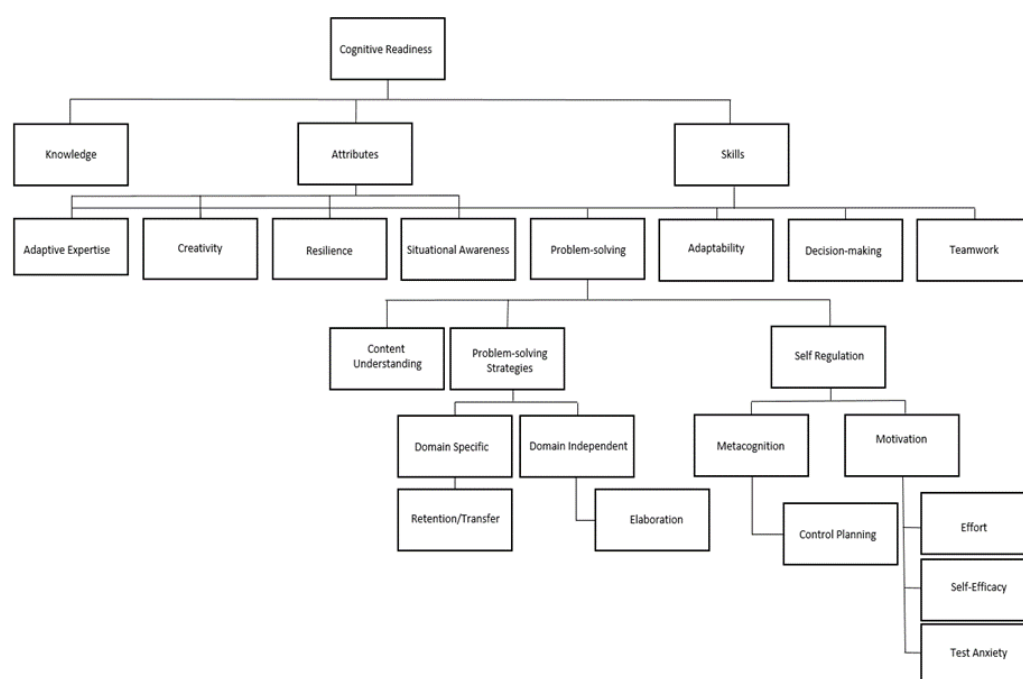 Cognitive Readiness
Knowledge
Attributes
Skills
Adaptive Expertise
Creativity
Resilience
Situational Awareness
Problem-solving
Adaptability
Decision-making
Teamwork
Content
Understanding
Problem-solving
Strategies
Self Regulation
Domain Specific
Domain Independent
Metacognition
Motivation
Retention/Transfer
Elaboration
Control Planning
Effort
Self-Efficacy
Test Anxiety